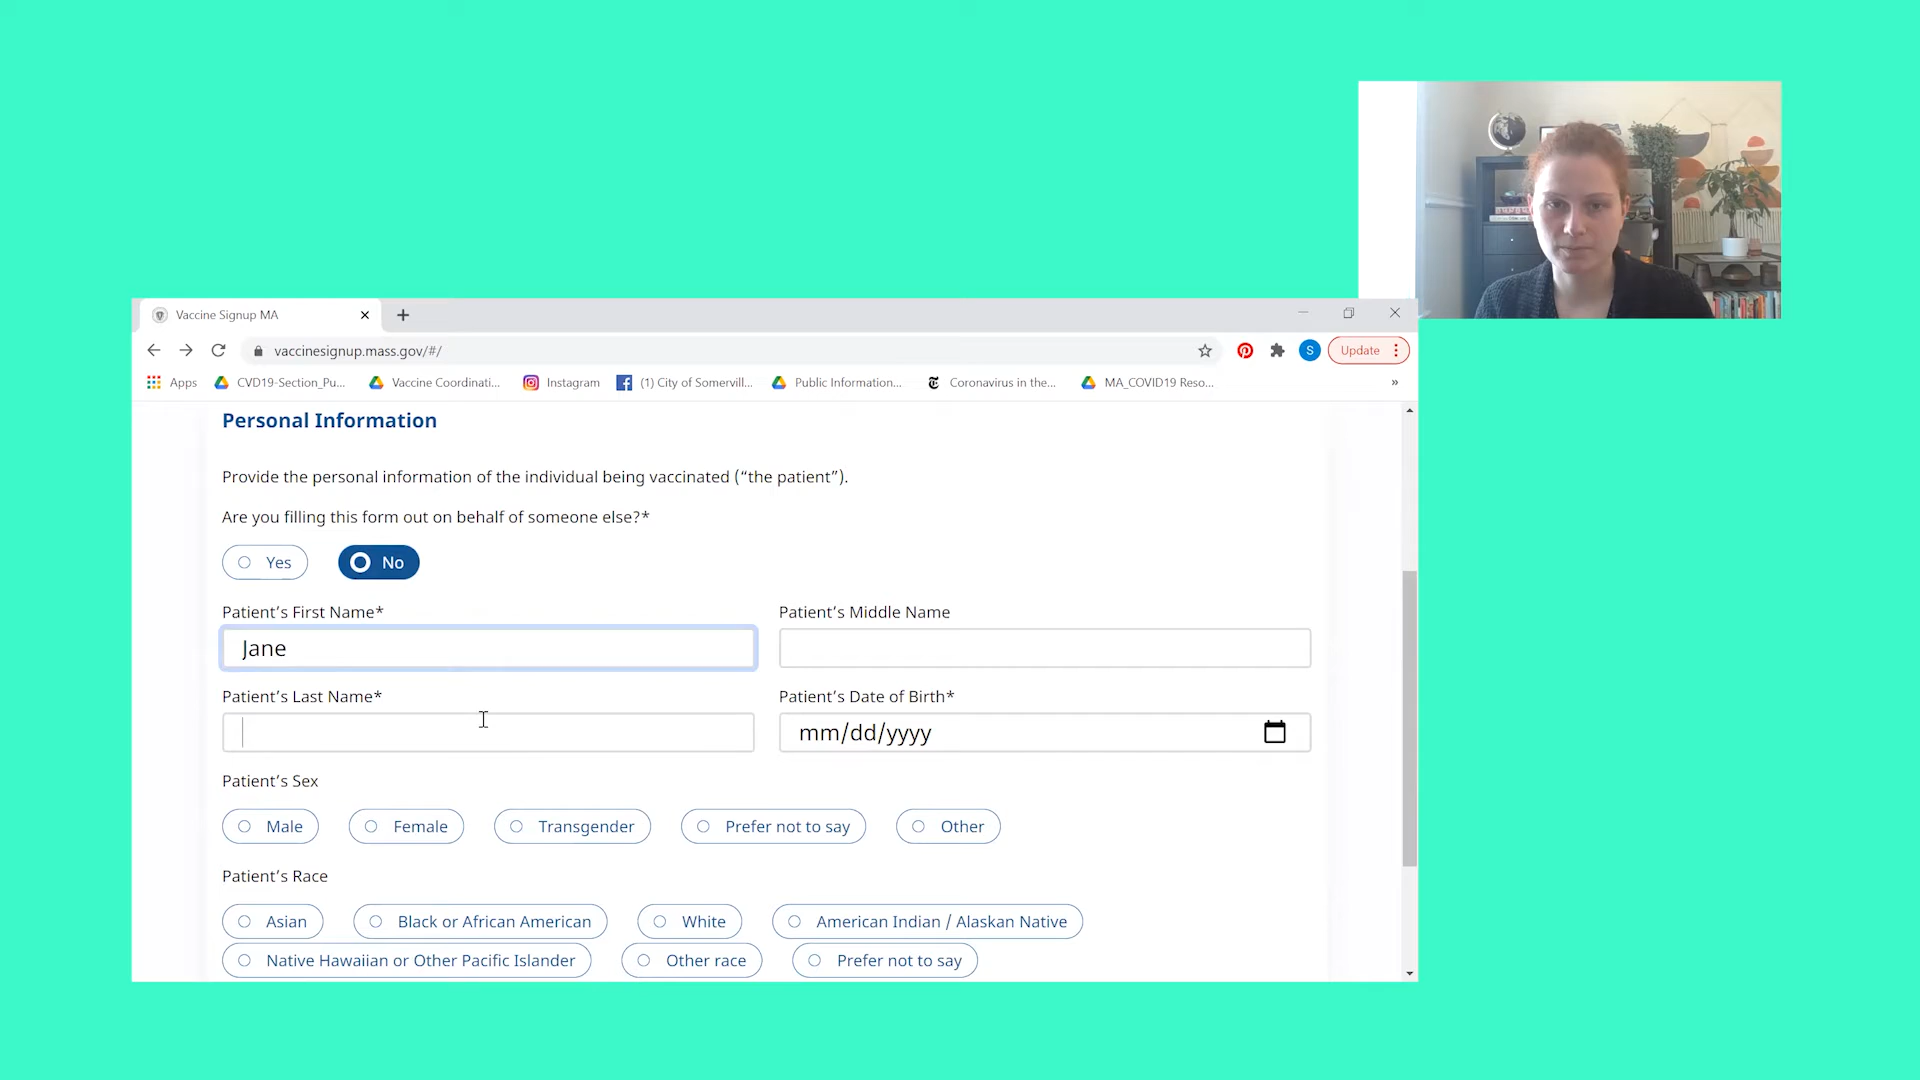 Vaccine Signup MA
vaccinesignup.mass.gov/#/
S
Update
Apps
CVD19-Section_Pu...
Vaccine Coordinati...
Instagram
(1) City of Somervill...
Public Information...
Coronavirus in the...
MA_COVID19 Reso...
»
Personal Information
Provide the personal information of the individual being vaccinated (“the patient”).
Are you filling this form out on behalf of someone else?*
Yes
No
Patient’s First Name*
Patient’s Middle Name
Jane
Patient’s Last Name*
Patient’s Date of Birth*
mm/dd/yyyy
Patient’s Sex
Male
Female
Transgender
Prefer not to say
Other
Patient’s Race
Asian
Black or African American
White
American Indian / Alaskan Native
Native Hawaiian or Other Pacific Islander
Other race
Prefer not to say